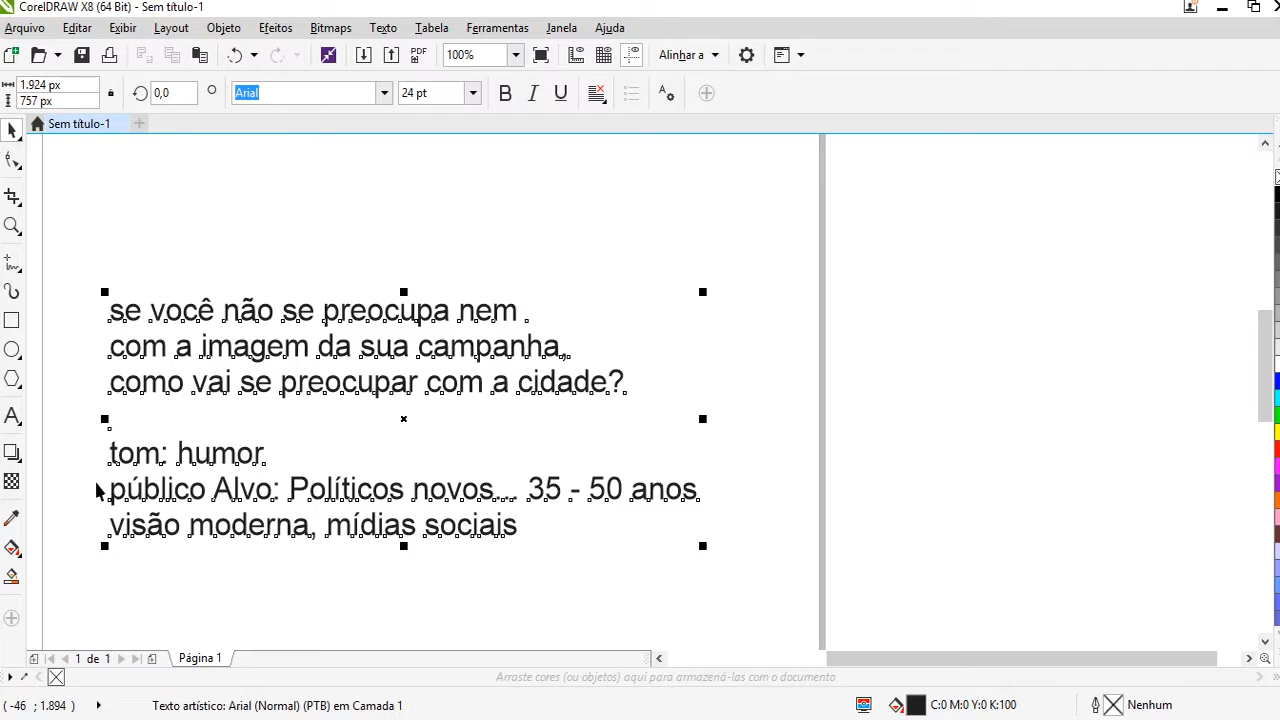 CorelDRAW X8 (64 Bit) - Sem título-1
Arquivo Editar Exibir Layout Objeto Efeitos Bitmaps Texto Tabela Ferramentas Janela Ajuda
PDF 100% Alinhar a
1.924 px
757 px
0,0 Arial 24 pt B I U
Sem título-1
se você não se preocupa nem .
com a imagem da sua campanha,
como vai se preocupar com a cidade?
tom: humor
público Alvo: Políticos novos... 35 - 50 anos
visão moderna, mídias sociais
1 de 1 Página 1
Arraste cores (ou objetos) aqui para armazená-las com o documento
( -46 ; 1.894 ) Texto artístico: Arial (Normal) (PTB) em Camada 1 C:0 M:0 Y:0 K:100 Nenhum